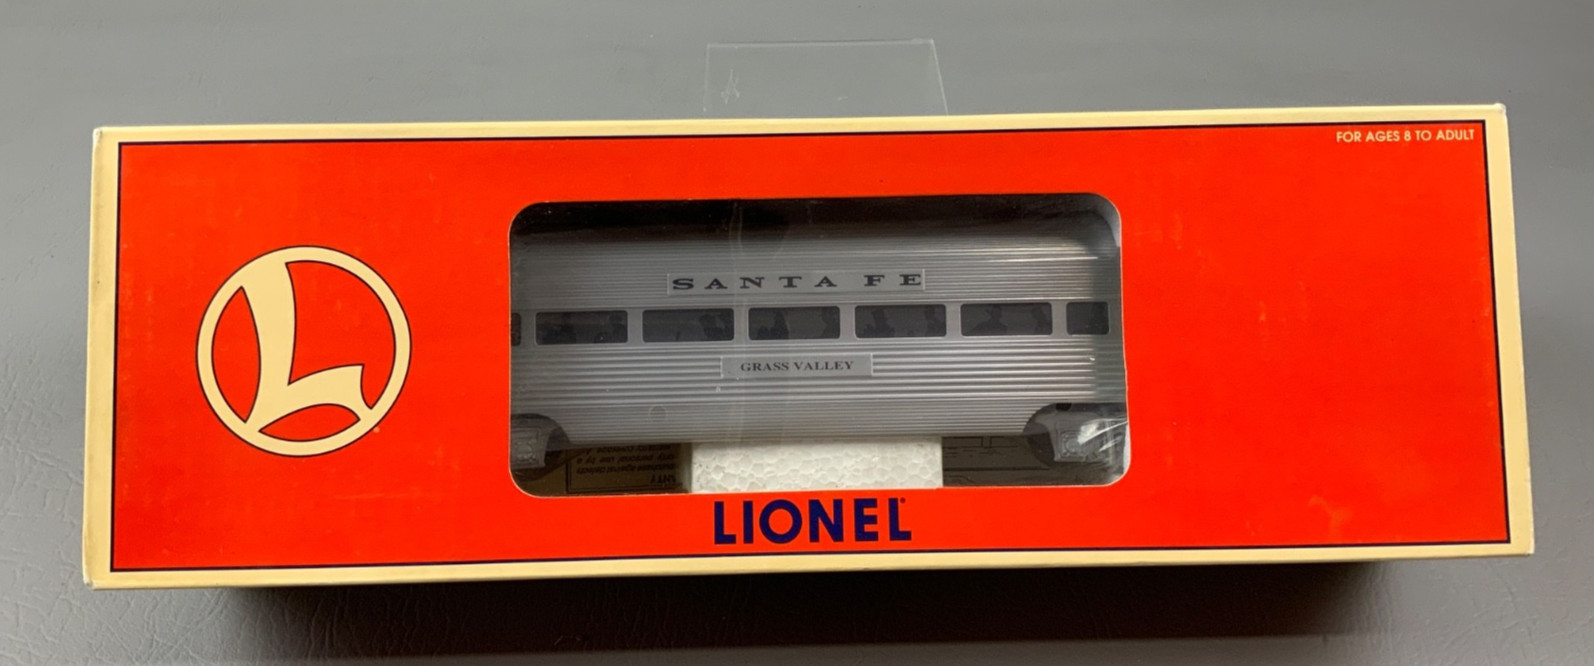 FOR AGES 8 TO ADULT
L
SANTA FE
GRASS VALLEY
LIONEL